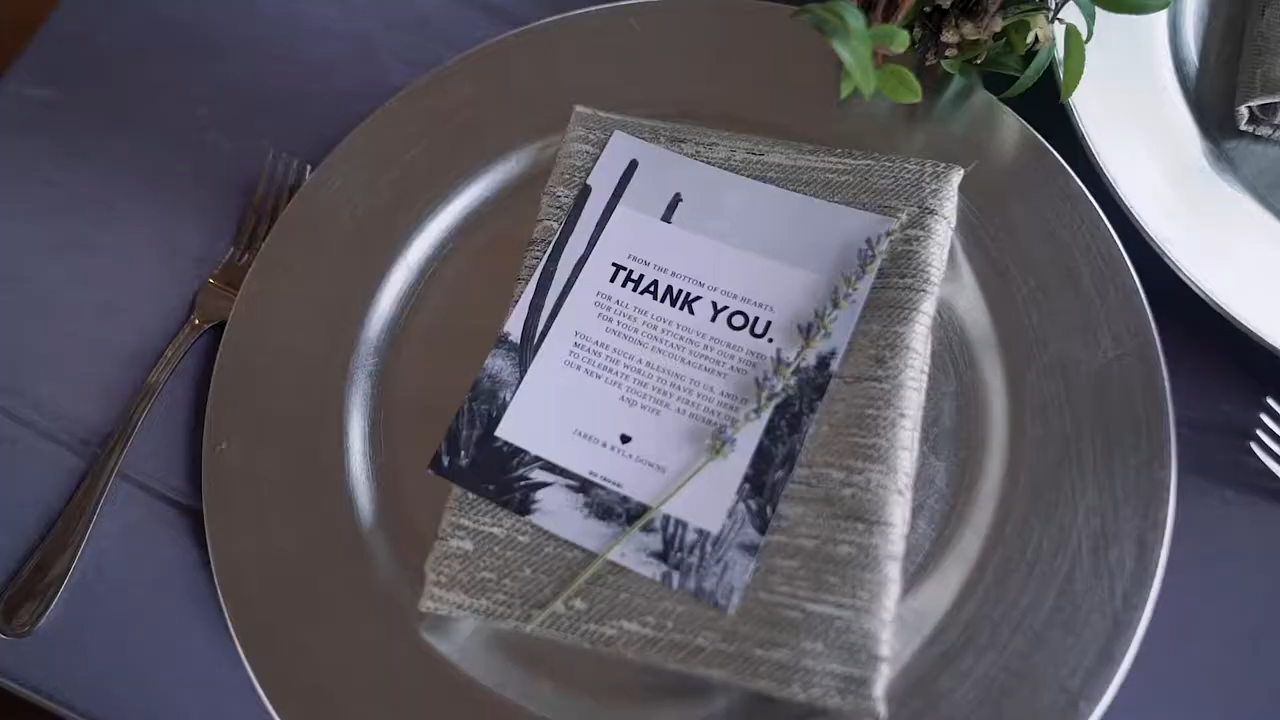 FROM THE BOTTOM OF OUR HEARTS,
THANK YOU.
FOR ALL THE LOVE YOU'VE POURED INTO
OUR LIVES, FOR STICKING BY OUR SIDE
FOR YOUR CONSTANT SUPPORT AND
UNENDING ENCOURAGEMENT
YOU ARE SUCH A BLESSING TO US, AND IT
MEANS THE WORLD TO HAVE YOU HERE
TO CELEBRATE THE VERY FIRST DAY OF
OUR NEW LIFE TOGETHER, AS HUSBAND
AND WIFE
JARED & KYLA DOWNS